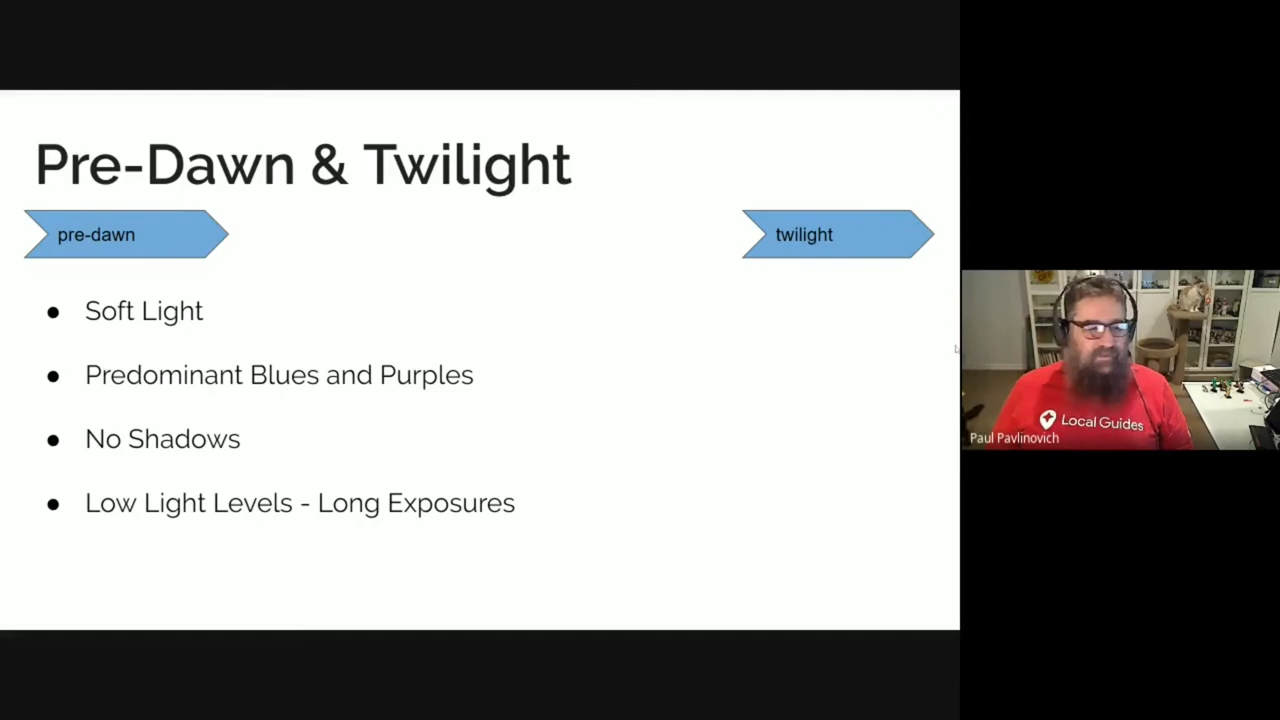 Pre-Dawn & Twilight
pre-dawn
twilight
● Soft Light
● Predominant Blues and Purples
● No Shadows
● Low Light Levels - Long Exposures
Local Guides
Paul Pavlinovich